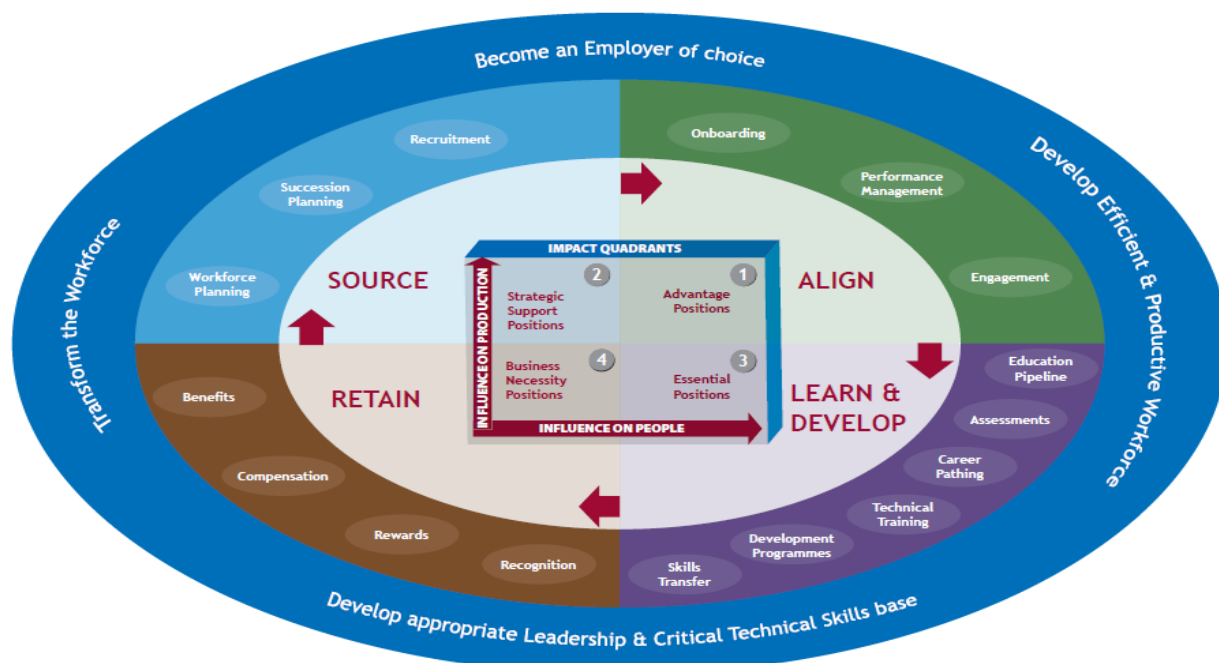 Become an Employer of choice
Develop Efficient & Productive Workforce
Develop appropriate Leadership & Critical Technical Skills base
Transform the Workforce
Recruitment
Succession
Planning
Workforce
Planning
SOURCE
Onboarding
Performance
Management
Engagement
ALIGN
Education
Pipeline
Assessments
Career
Pathing
Technical
Training
Development
Programmes
Skills
Transfer
LEARN &
DEVELOP
Benefits
Compensation
Rewards
Recognition
RETAIN
IMPACT QUADRANTS
INFLUENCE ON PRODUCTION
2
Strategic
Support
Positions
1
Advantage
Positions
4
Business
Necessity
Positions
3
Essential
Positions
INFLUENCE ON PEOPLE